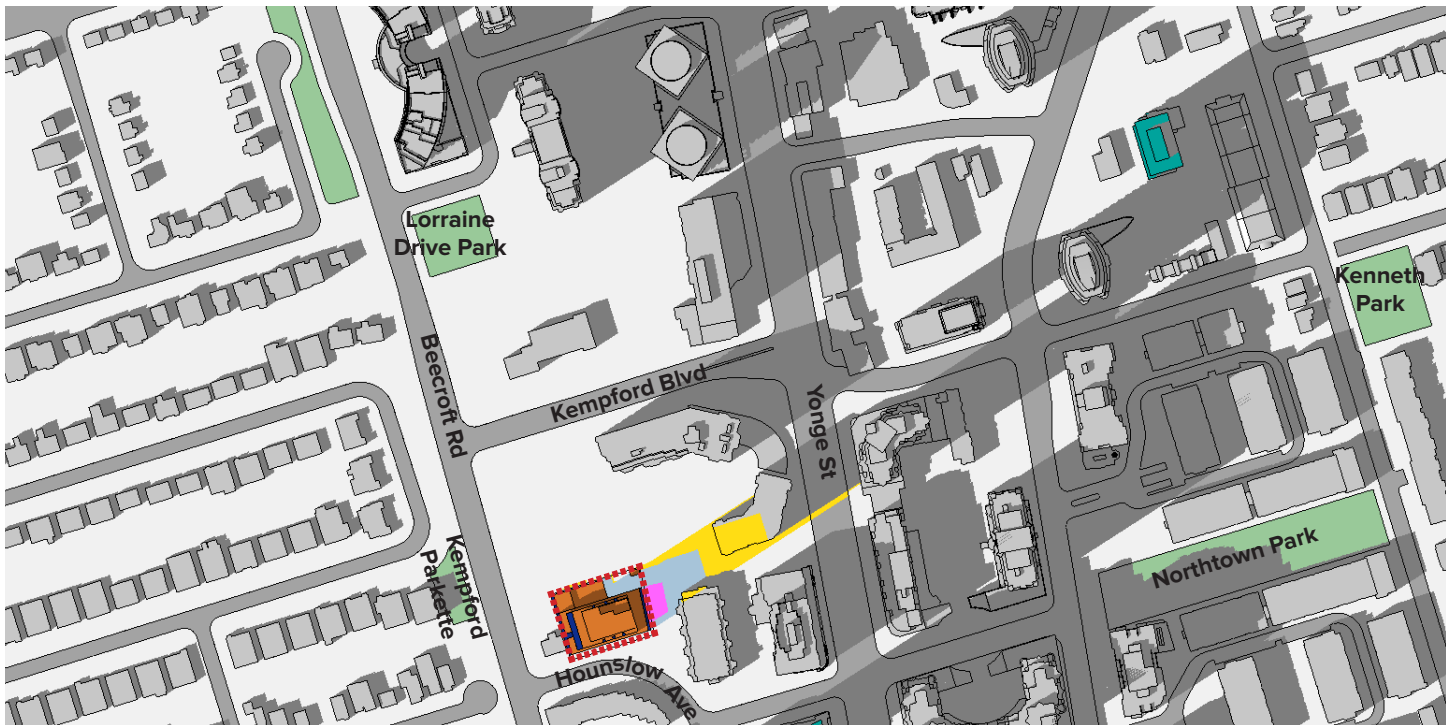 Lorraine
Drive Park
Kenneth
Park
Beecroft Rd
Kempford Blvd
Yonge St
Kempford
Parkette
Northtown Park
Hounslow Ave